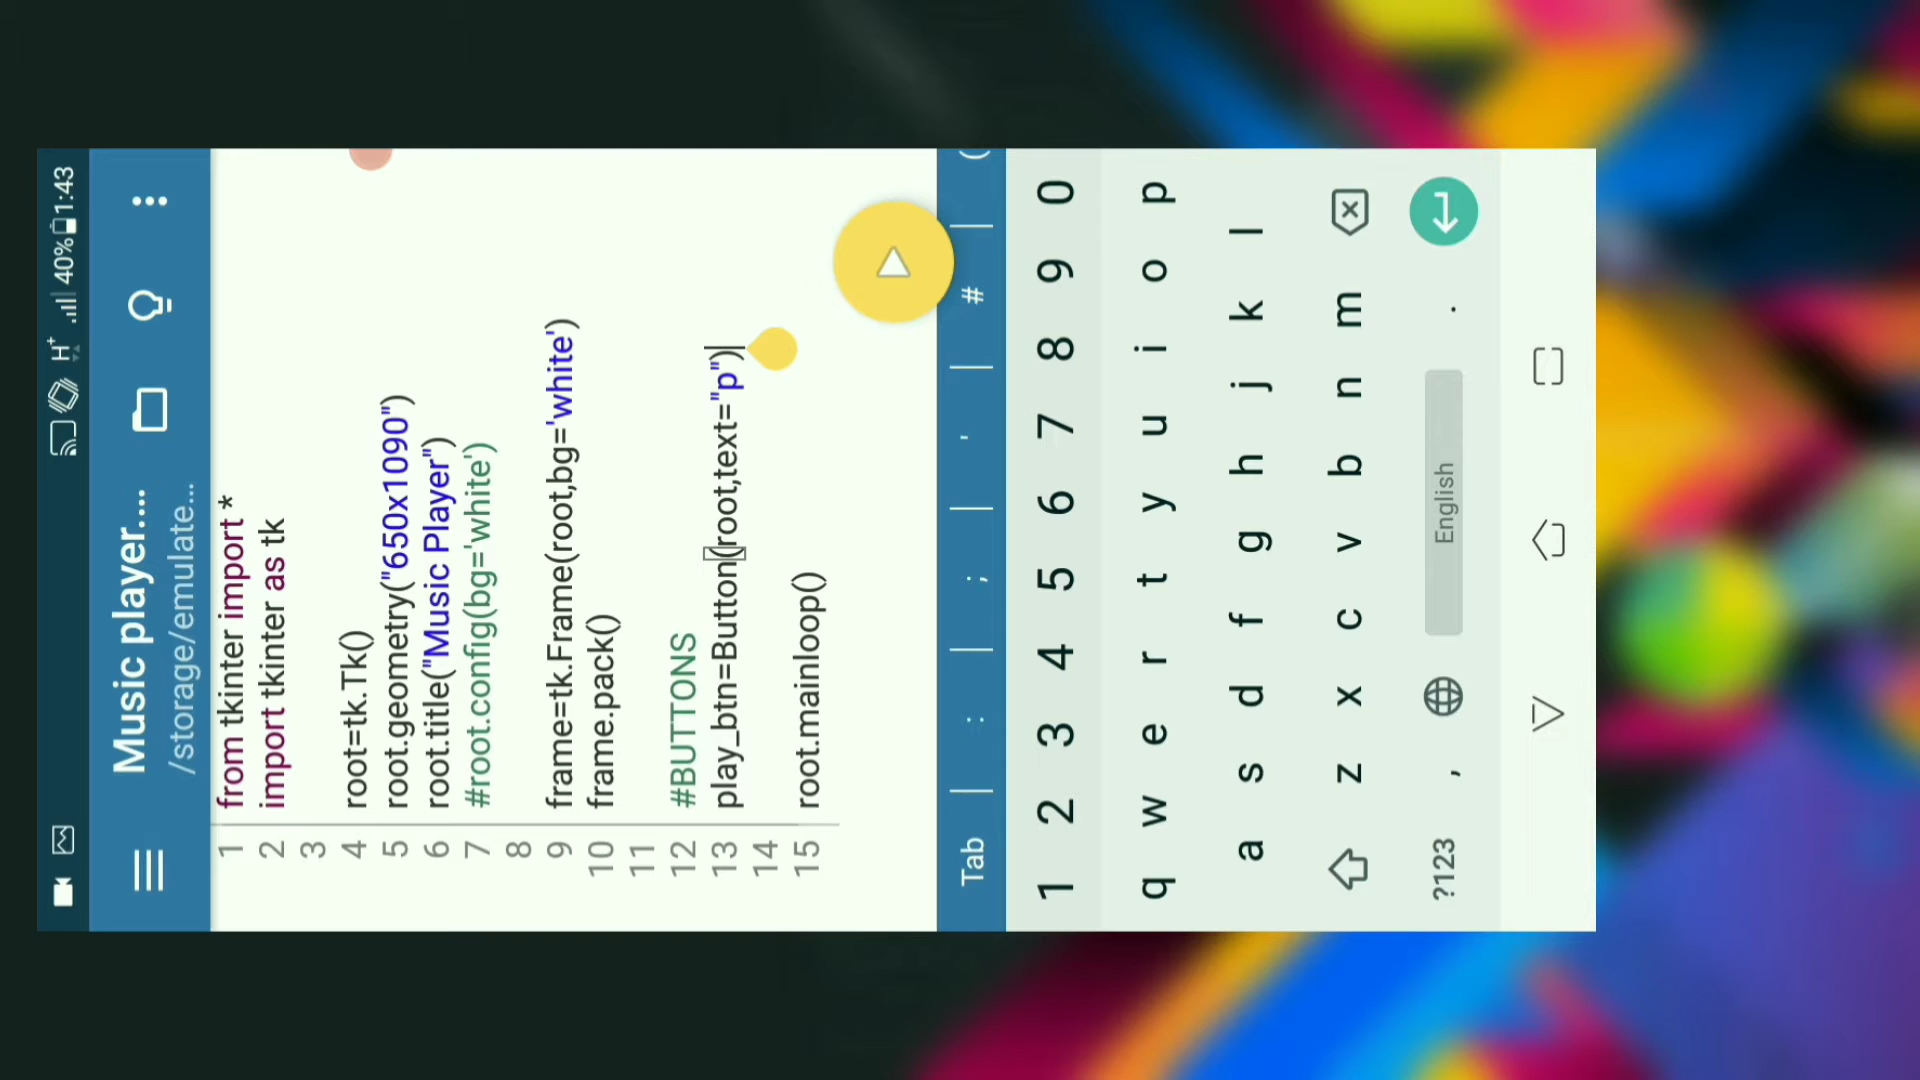 H+ 40% 1:43
Music player....
/storage/emulate...
1 from tkinter import *
2 import tkinter as tk
3
4 root=tk.Tk()
5 root.geometry("650x1090")
6 root.title("Music Player")
7 #root.config(bg='white')
8
9 frame=tk.Frame(root,bg='white')
10 frame.pack()
11
12 #BUTTONS
13 play_btn=Button(root,text="p")
14
15 root.mainloop()
Tab : ; ' # (
1 2 3 4 5 6 7 8 9 0
q w e r t y u i o p
a s d f g h j k l
z x c v b n m
?123 , English .